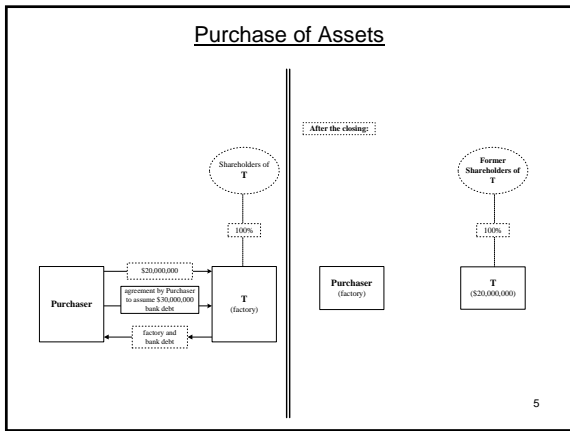 Purchase of Assets
Shareholders of
T
100%
Purchaser
$20,000,000
agreement by Purchaser
to assume $30,000,000
bank debt
factory and
bank debt
T
(factory)
After the closing:
Former
Shareholders of
T
100%
Purchaser
(factory)
T
($20,000,000)
5